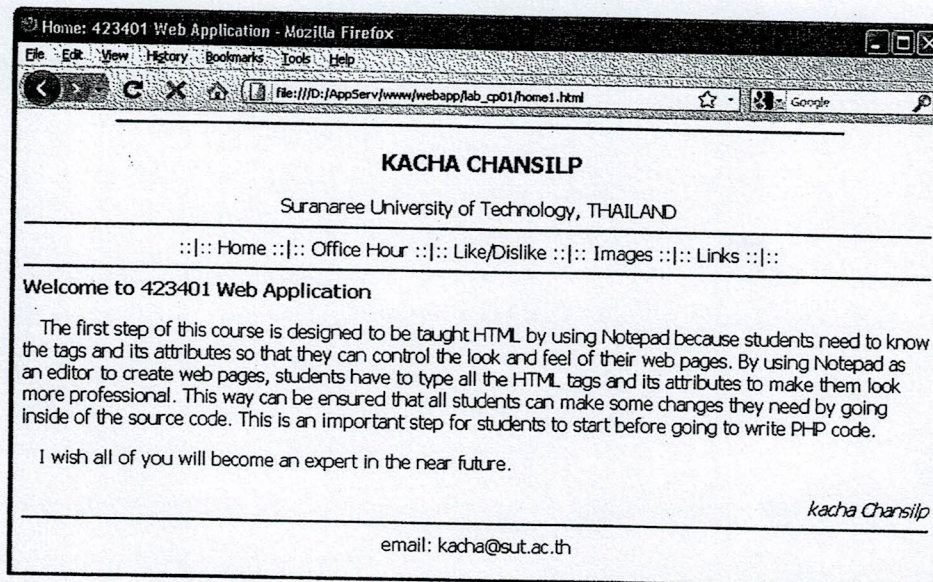 Home: 423401 Web Application - Mozilla Firefox
File Edit View History Bookmarks Tools Help
file:///D:/AppServ/www/webapp/lab_cp01/home1.html Google
KACHA CHANSILP
Suranaree University of Technology, THAILAND
::|:: Home ::|:: Office Hour ::|:: Like/Dislike ::|:: Images ::|:: Links ::|::
Welcome to 423401 Web Application
The first step of this course is designed to be taught HTML by using Notepad because students need to know
the tags and its attributes so that they can control the look and feel of their web pages. By using Notepad as
an editor to create web pages, students have to type all the HTML tags and its attributes to make them look
more professional. This way can be ensured that all students can make some changes they need by going
inside of the source code. This is an important step for students to start before going to write PHP code.
I wish all of you will become an expert in the near future.
kacha Chansilp
email: kacha@sut.ac.th